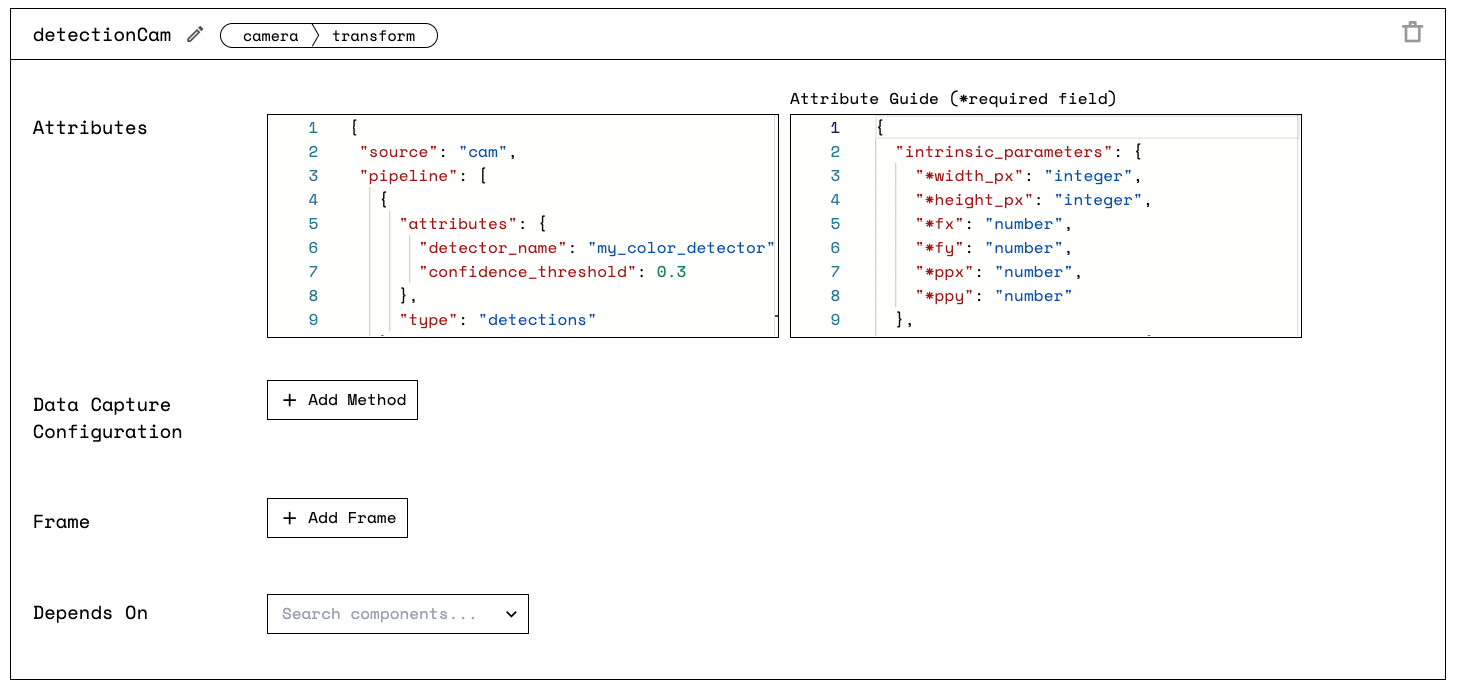 detectionCam camera transform
Attribute Guide (*required field)
Attributes
1 {
2 "source": "cam",
3 "pipeline": [
4 {
5 "attributes": {
6 "detector_name": "my_color_detector"
7 "confidence_threshold": 0.3
8 },
9 "type": "detections"
1 {
2 "intrinsic_parameters": {
3 "*width_px": "integer",
4 "*height_px": "integer",
5 "*fx": "number",
6 "*fy": "number",
7 "*ppx": "number",
8 "*ppy": "number"
9 },
Data Capture
Configuration
+ Add Method
Frame
+ Add Frame
Depends On
Search components...